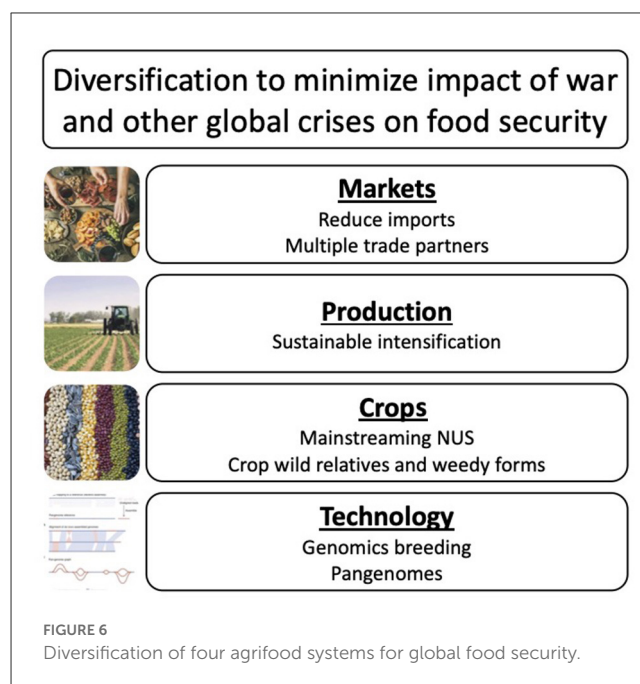 Diversification to minimize impact of war
and other global crises on food security
Markets
Reduce imports
Multiple trade partners
Production
Sustainable intensification
Crops
Mainstreaming NUS
Crop wild relatives and weedy forms
Technology
Genomics breeding
Pangenomes
FIGURE 6
Diversification of four agrifood systems for global food security.